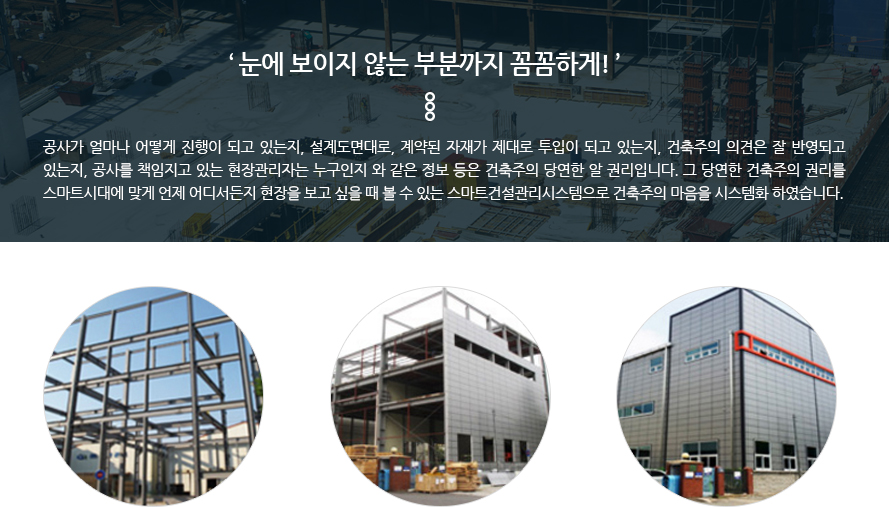 ‘ 눈에 보이지 않는 부분까지 꼼꼼하게! ’
공사가 얼마나 어떻게 진행이 되고 있는지, 설계도면대로, 계약된 자재가 제대로 투입이 되고 있는지, 건축주의 의견은 잘 반영되고
있는지, 공사를 책임지고 있는 현장관리자는 누구인지 와 같은 정보 등은 건축주의 당연한 알 권리입니다. 그 당연한 건축주의 권리를
스마트시대에 맞게 언제 어디서든지 현장을 보고 싶을 때 볼 수 있는 스마트건설관리시스템으로 건축주의 마음을 시스템화 하였습니다.